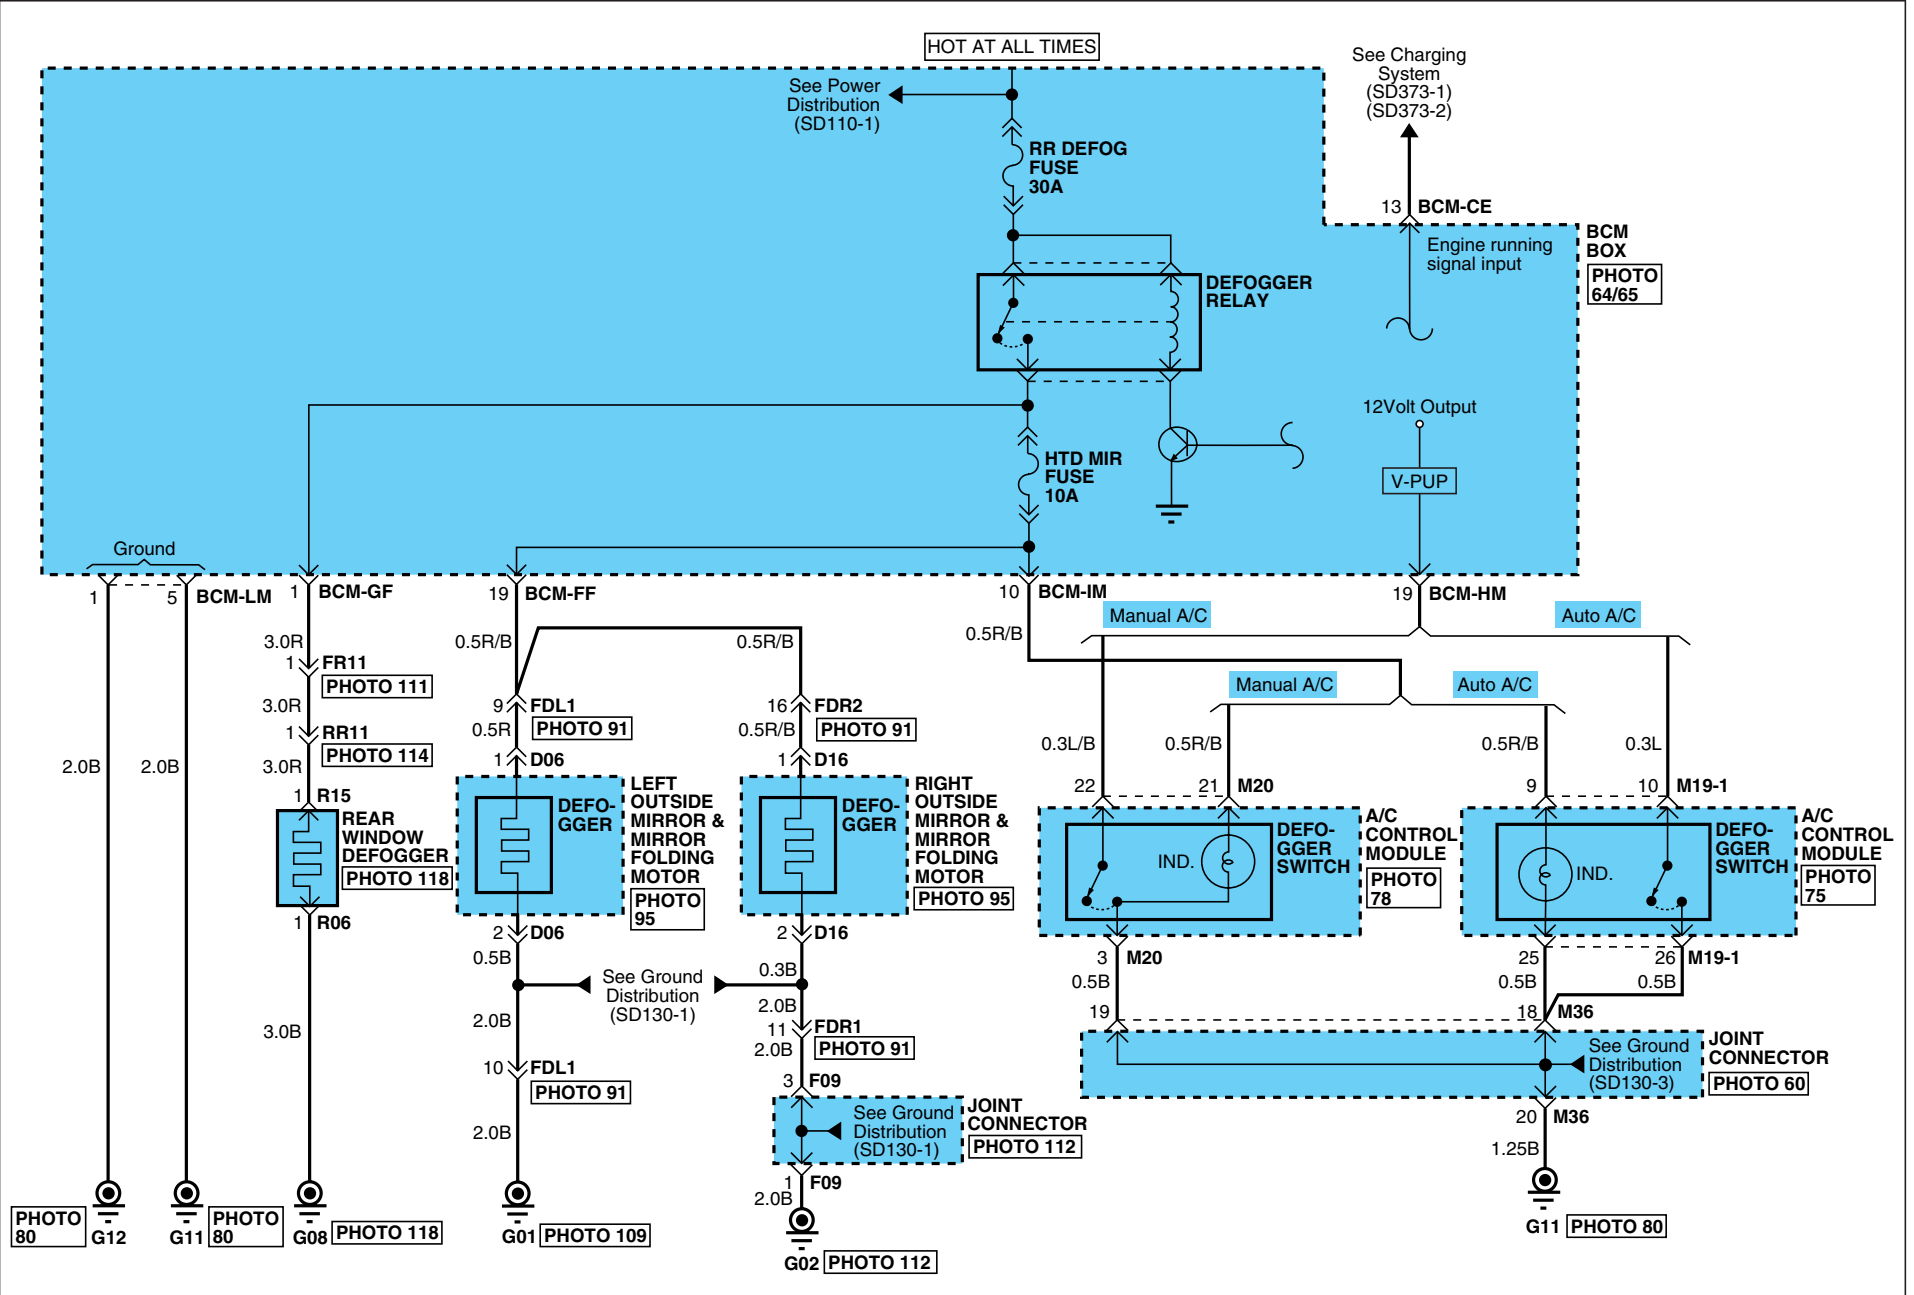 HOT AT ALL TIMES
See Power
Distribution
(SD110-1)
See Charging
System
(SD373-1)
(SD373-2)
RR DEFOG
FUSE
30A
13 BCM-CE
Engine running
signal input
BCM
BOX
PHOTO
64/65
DEFOGGER
RELAY
12Volt Output
V-PUP
HTD MIR
FUSE
10A
Ground
1
5 BCM-LM
1 BCM-GF
19 BCM-FF
10 BCM-IM
19 BCM-HM
Manual A/C
Auto A/C
3.0R
0.5R/B
0.5R/B
0.5R/B
1 FR11
PHOTO 111
Manual A/C
Auto A/C
3.0R
9 FDL1
PHOTO 91
16 FDR2
PHOTO 91
1 RR11
PHOTO 114
0.5R
0.5R/B
0.3L/B
0.5R/B
0.5R/B
0.3L
2.0B
2.0B
3.0R
1 D06
1 D16
1 R15
22
21 M20
9
10 M19-1
REAR
WINDOW
DEFOGGER
PHOTO 118
DEFO-
GGER
LEFT
OUTSIDE
MIRROR &
MIRROR
FOLDING
MOTOR
PHOTO
95
DEFO-
GGER
RIGHT
OUTSIDE
MIRROR &
MIRROR
FOLDING
MOTOR
PHOTO 95
IND.
DEFO-
GGER
SWITCH
A/C
CONTROL
MODULE
PHOTO
78
IND.
DEFO-
GGER
SWITCH
A/C
CONTROL
MODULE
PHOTO
75
1 R06
2 D06
2 D16
3 M20
25
26 M19-1
0.5B
0.3B
0.5B
0.5B
0.5B
See Ground
Distribution
(SD130-1)
2.0B
2.0B
19
18 M36
3.0B
11 FDR1
PHOTO 91
2.0B
See Ground
Distribution
(SD130-3)
JOINT
CONNECTOR
PHOTO 60
10 FDL1
PHOTO 91
3 F09
See Ground
Distribution
(SD130-1)
JOINT
CONNECTOR
PHOTO 112
20 M36
2.0B
1.25B
1 F09
2.0B
PHOTO
80
G12
G11
PHOTO
80
G08
PHOTO 118
G01
PHOTO 109
G02
PHOTO 112
G11
PHOTO 80